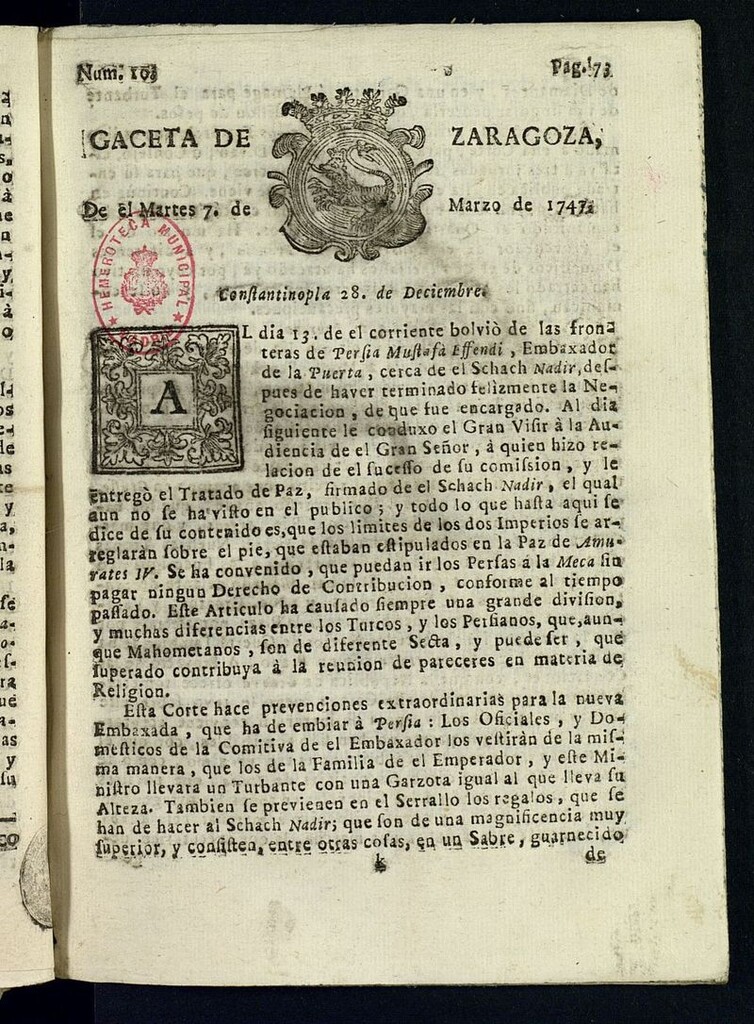 Num. 10.
Pag. 73
GACETA DE ZARAGOZA,
De el Martes 7. de Marzo de 1747.
HEMEROTECA MUNICIPAL
Constantinopla 28. de Deciembre.
AL dia 13. de el corriente bolviò de las fron-
teras de Persia Mustafá Effendi, Embaxador
de la Puerta, cerca de el Schach Nadir, des-
pues de haver terminado felizmente la Ne-
gociacion, de que fue encargado. Al dia
siguiente le conduxo el Gran Visir à la Au-
diencia de el Gran Señor, à quien hizo re-
lacion de el sucesso de su comission, y le
entregò el Tratado de Paz, firmado de el Schach Nadir, el qual
aun no se ha visto en el publico; y todo lo que hasta aqui se
dice de su contenido es, que los limites de los dos Imperios se ar-
reglaràn sobre el pie, que estaban estipulados en la Paz de Amu-
rates IV. Se ha convenido, que puedan ir los Persas à la Meca sin
pagar ningun Derecho de Contribucion, conforme al tiempo
passado. Este Articulo ha causado siempre una grande division,
y muchas diferencias entre los Turcos, y los Persianos, que, aun-
que Mahometanos, son de diferente Secta, y puede ser, que
superado contribuya à la reunion de pareceres en materia de
Religion.
Esta Corte hace prevenciones extraordinarias para la nueva
Embaxada, que ha de embiar à Persia: Los Oficiales, y Do-
mesticos de la Comitiva de el Embaxador los vestiràn de la mis-
ma manera, que los de la Familia de el Emperador, y este Mi-
nistro llevara un Turbante con una Garzota igual al que lleva su
Alteza. Tambien se previenen en el Serrallo los regalos, que se
han de hacer al Schach Nadir; que son de una magnificencia muy
superior, y consisten, entre otras cosas, en un Sabre, guarnecido
k
de